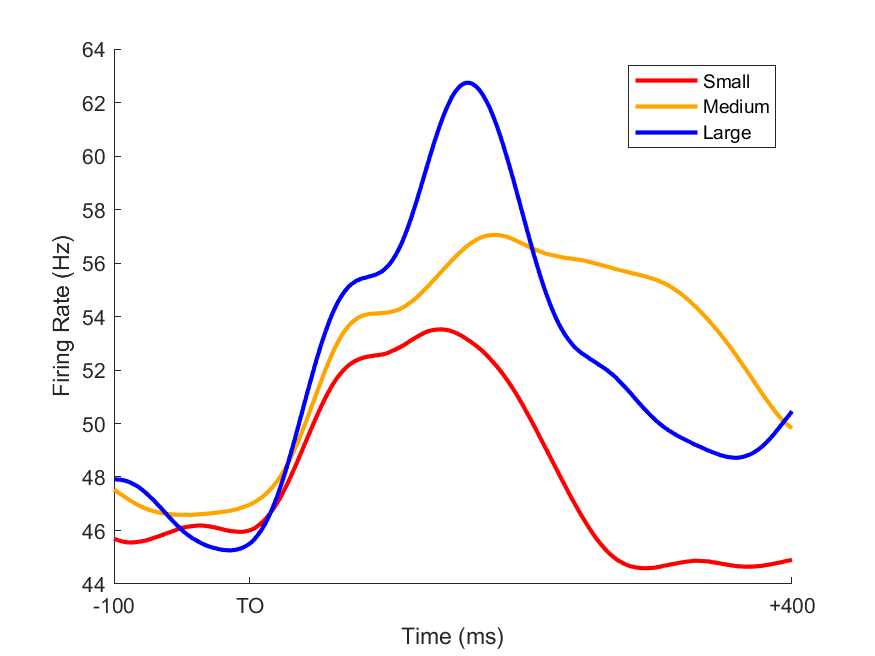 64
62
60
58
56
54
52
50
48
46
44
Firing Rate (Hz)
-100 TO +400
Time (ms)
Small
Medium
Large